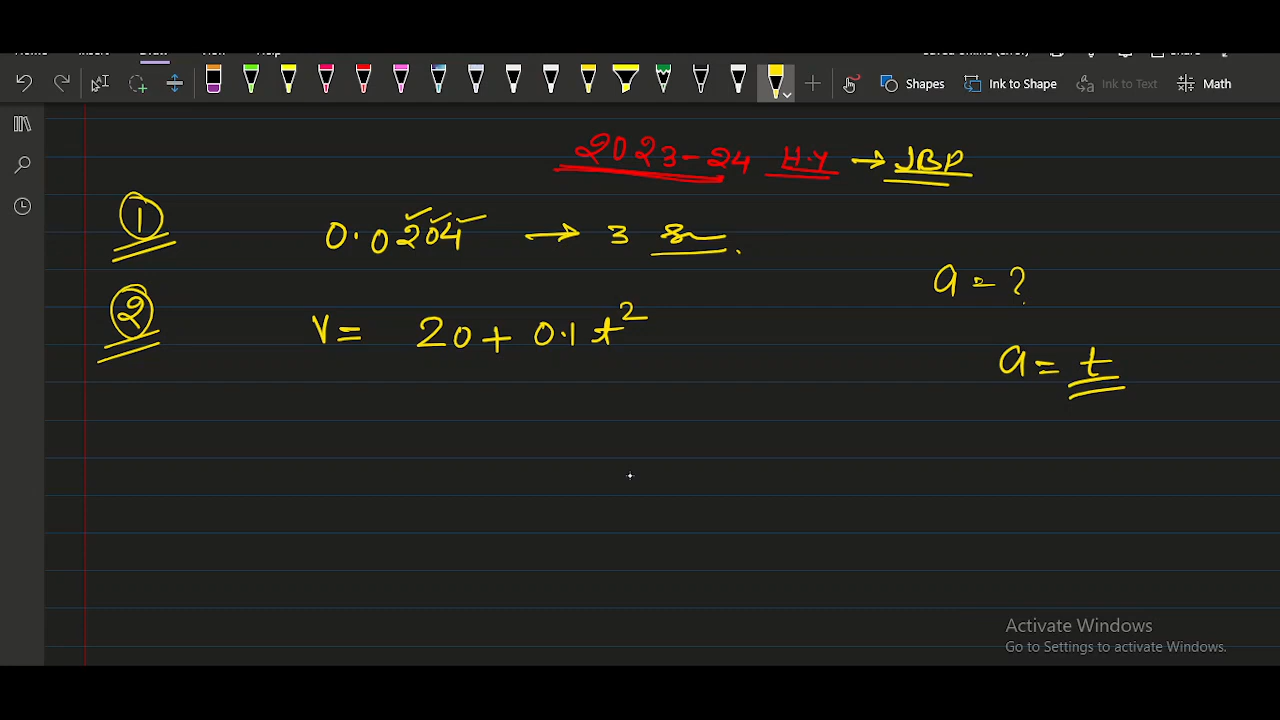 Shapes Ink to Shape Ink to Text Math
2023-24 H.Y → JBP
① 0.0204 → 3
a = ?
② V = 20 + 0.1 t²
a = t
Activate Windows
Go to Settings to activate Windows.